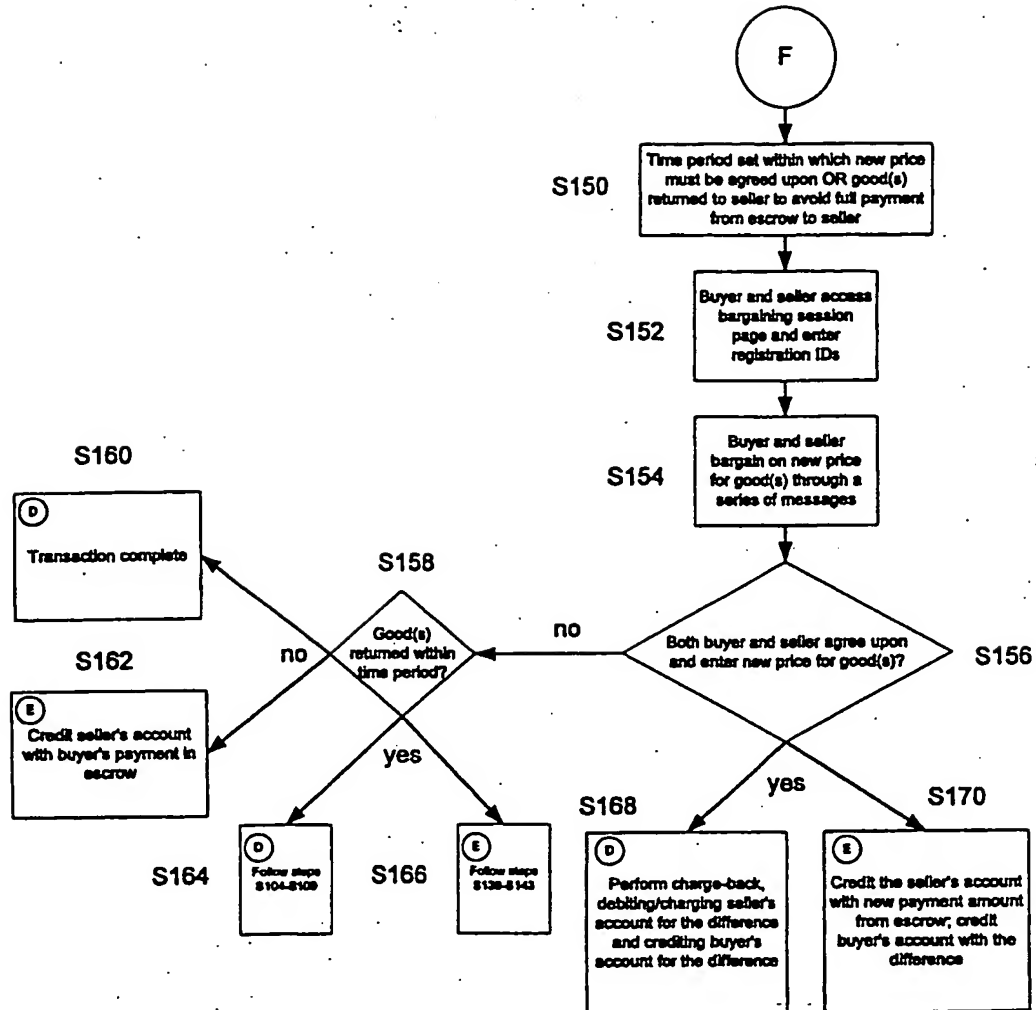 F
S150
Time period set within which new price
must be agreed upon OR good(s)
returned to seller to avoid full payment
from escrow to seller
S152
Buyer and seller access
bargaining session
page and enter
registration IDs
S154
Buyer and seller
bargain on new price
for good(s) through a
series of messages
S156
Both buyer and seller agree upon
and enter new price for good(s)?
no
yes
S158
Good(s)
returned within
time period?
no
yes
S160
D
Transaction complete
S162
E
Credit seller's account
with buyer's payment in
escrow
S164
D
Follow steps
S104-S109
S166
E
Follow steps
S139-S143
S168
D
Perform charge-back,
debiting/charging seller's
account for the difference
and crediting buyer's
account for the difference
S170
E
Credit the seller's account
with new payment amount
from escrow; credit
buyer's account with the
difference